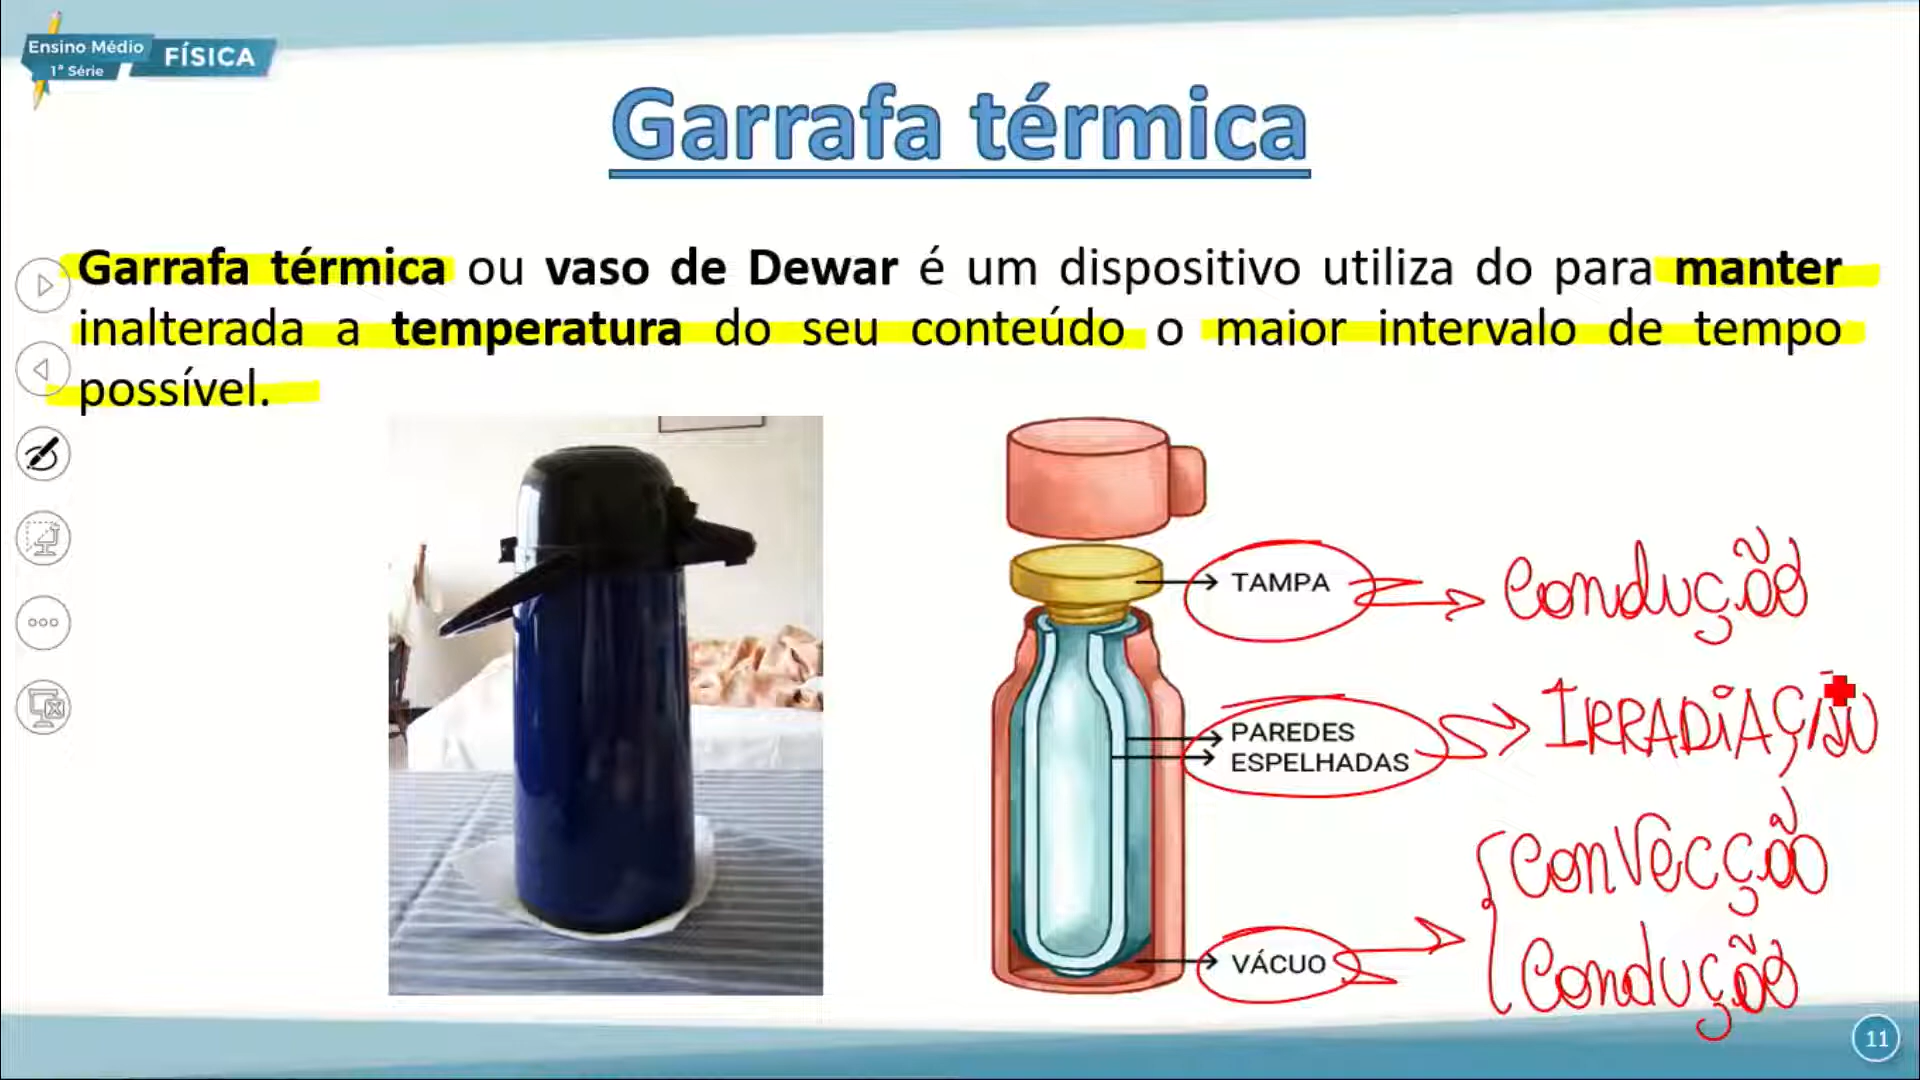 Ensino Médio
1ª Série
FÍSICA
Garrafa térmica
Garrafa térmica ou vaso de Dewar é um dispositivo utiliza do para manter
inalterada a temperatura do seu conteúdo o maior intervalo de tempo
possível.
TAMPA
Condução
PAREDES
ESPELHADAS
IRRADIAÇÃO
Convecção
VÁCUO
Condução
11